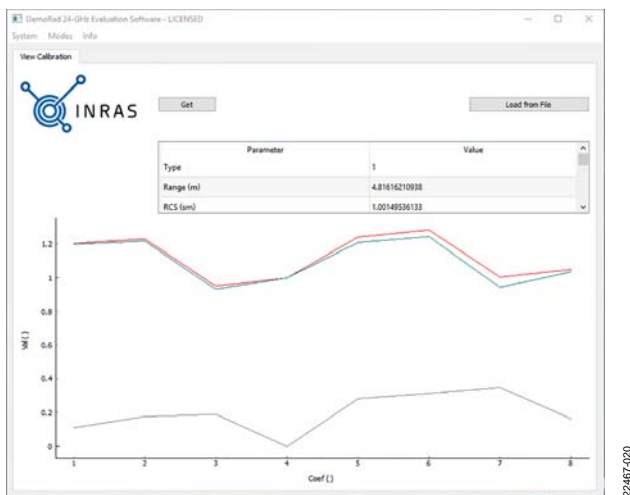 DemoRad 24-GHz Evaluation Software - LICENSED
System Modes Info
View Calibration
INRAS
Get
Load from File
Parameter Value
Type 1
Range (m) 4.81616210938
RCS (sm) 1.00149536133
1.2
1
0.8
0.6
0.4
0.2
0
Val ( )
1 2 3 4 5 6 7 8
Coef ( )
22467-020